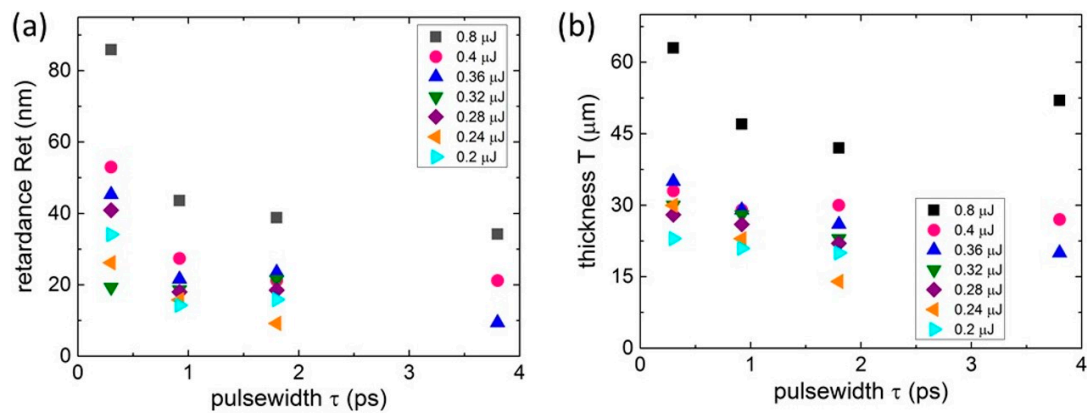 (a)
retardance Ret (nm)
80
60
40
20
0
0 1 2 3 4
pulsewidth τ (ps)
0.8 μJ
0.4 μJ
0.36 μJ
0.32 μJ
0.28 μJ
0.24 μJ
0.2 μJ
(b)
thickness T (μm)
60
45
30
15
0
0 1 2 3 4
pulsewidth τ (ps)
0.8 μJ
0.4 μJ
0.36 μJ
0.32 μJ
0.28 μJ
0.24 μJ
0.2 μJ